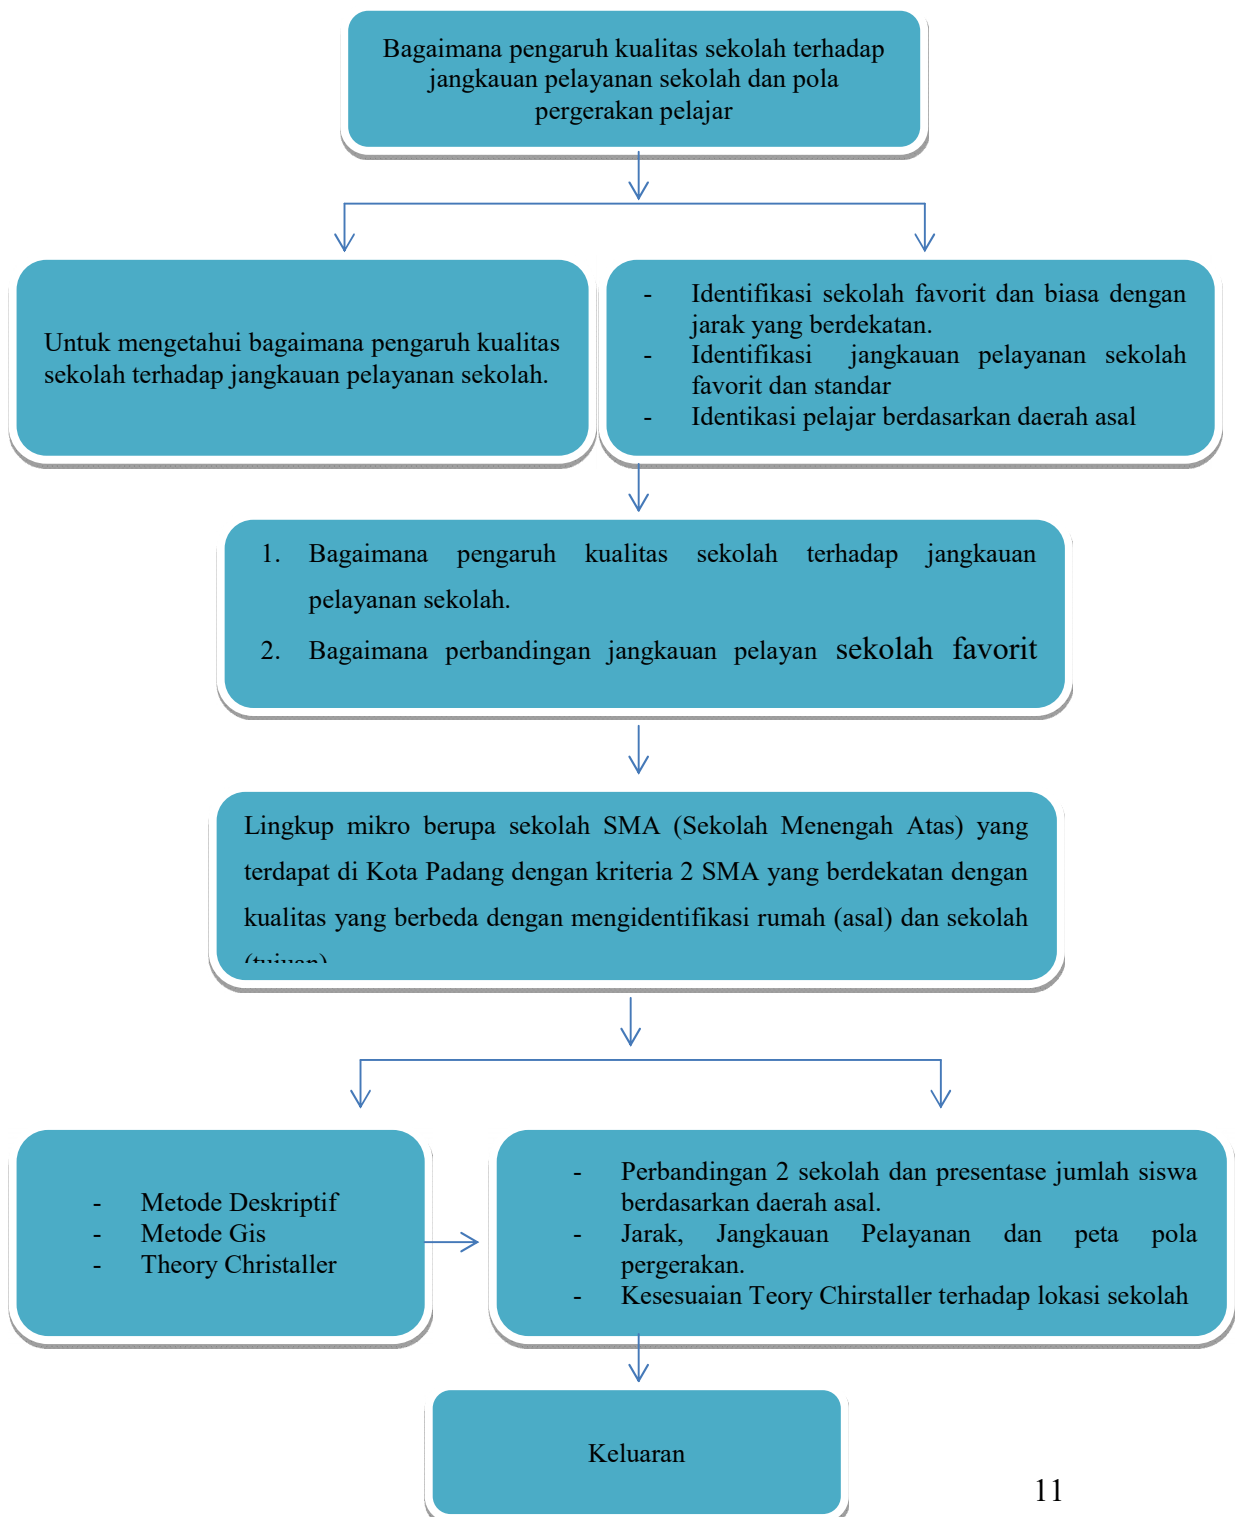 Bagaimana pengaruh kualitas sekolah terhadap
jangkauan pelayanan sekolah dan pola
pergerakan pelajar
Untuk mengetahui bagaimana pengaruh kualitas
sekolah terhadap jangkauan pelayanan sekolah.
- Identifikasi sekolah favorit dan biasa dengan
jarak yang berdekatan.
- Identifikasi jangkauan pelayanan sekolah
favorit dan standar
- Identikasi pelajar berdasarkan daerah asal
1. Bagaimana pengaruh kualitas sekolah terhadap jangkauan
pelayanan sekolah.
2. Bagaimana perbandingan jangkauan pelayan sekolah favorit
Lingkup mikro berupa sekolah SMA (Sekolah Menengah Atas) yang
terdapat di Kota Padang dengan kriteria 2 SMA yang berdekatan dengan
kualitas yang berbeda dengan mengidentifikasi rumah (asal) dan sekolah
(tujuan)
- Metode Deskriptif
- Metode Gis
- Theory Christaller
- Perbandingan 2 sekolah dan presentase jumlah siswa
berdasarkan daerah asal.
- Jarak, Jangkauan Pelayanan dan peta pola
pergerakan.
- Kesesuaian Teory Chirstaller terhadap lokasi sekolah
Keluaran
11